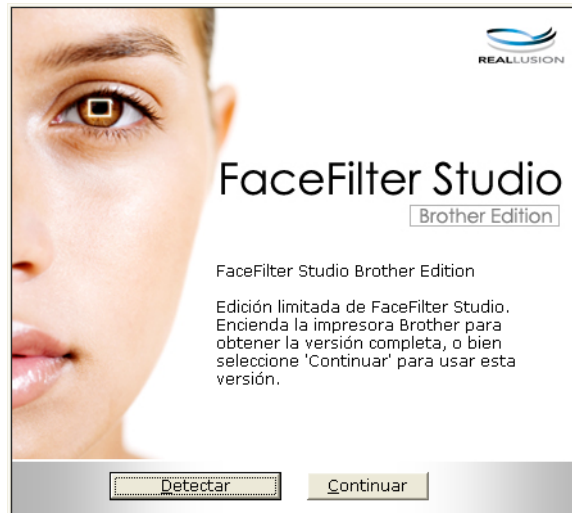 REALLUSION
FaceFilter Studio
Brother Edition
FaceFilter Studio Brother Edition
Edición limitada de FaceFilter Studio.
Encienda la impresora Brother para
obtener la versión completa, o bien
seleccione 'Continuar' para usar esta
versión.
Detectar
Continuar